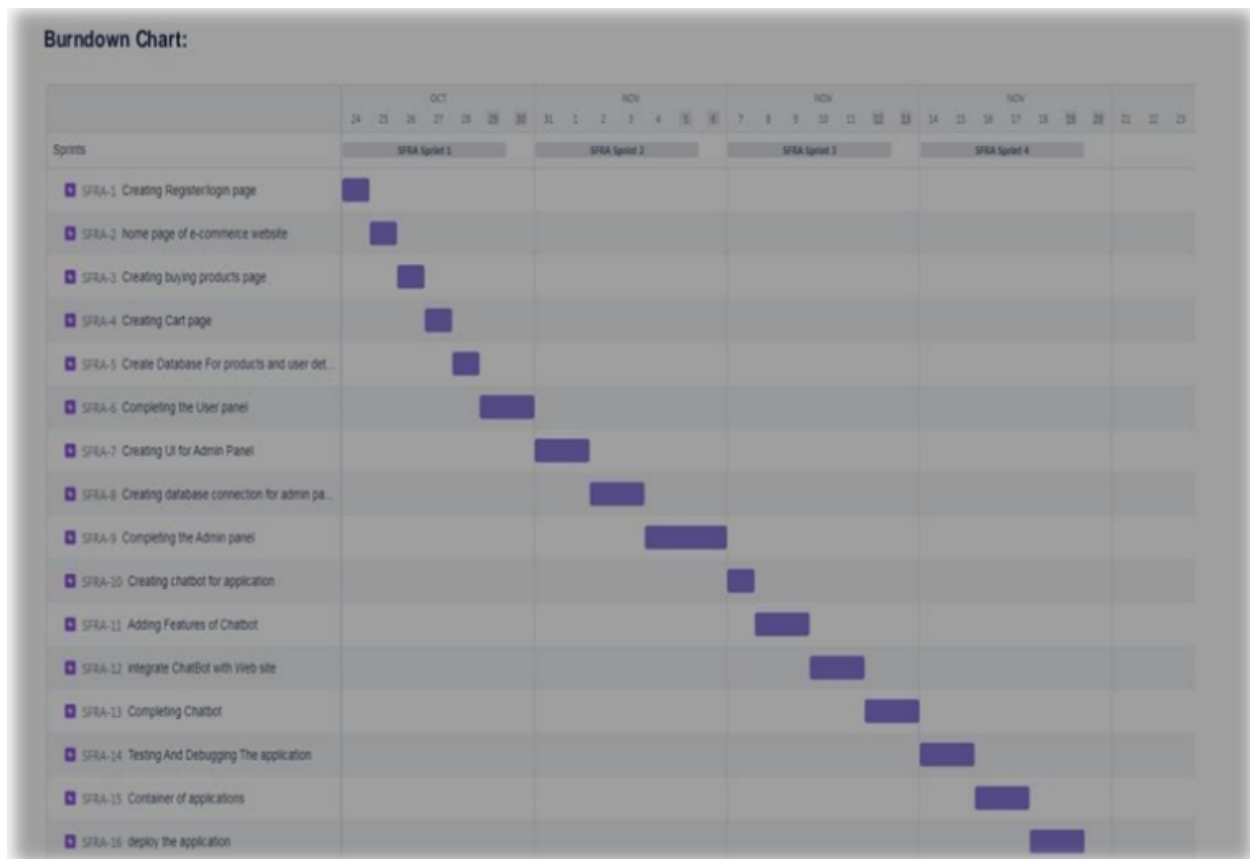 Burndown Chart:
OCT NOV NOV NOV
24 25 26 27 28 29 30 31 1 2 3 4 5 6 7 8 9 10 11 12 13 14 15 16 17 18 19 20 21 22 23
Sprints SFRA Sprint 1 SFRA Sprint 2 SFRA Sprint 3 SFRA Sprint 4
SFRA-1 Creating Register/login page
SFRA-2 home page of e-commerce website
SFRA-3 Creating buying products page
SFRA-4 Creating Cart page
SFRA-5 Create Database For products and user det...
SFRA-6 Completing the User panel
SFRA-7 Creating UI for Admin Panel
SFRA-8 Creating database connection for admin pa...
SFRA-9 Completing the Admin panel
SFRA-10 Creating chatbot for application
SFRA-11 Adding Features of Chatbot
SFRA-12 integrate ChatBot with Web site
SFRA-13 Completing Chatbot
SFRA-14 Testing And Debugging The application
SFRA-15 Container of applications
SFRA-16 deploy the application